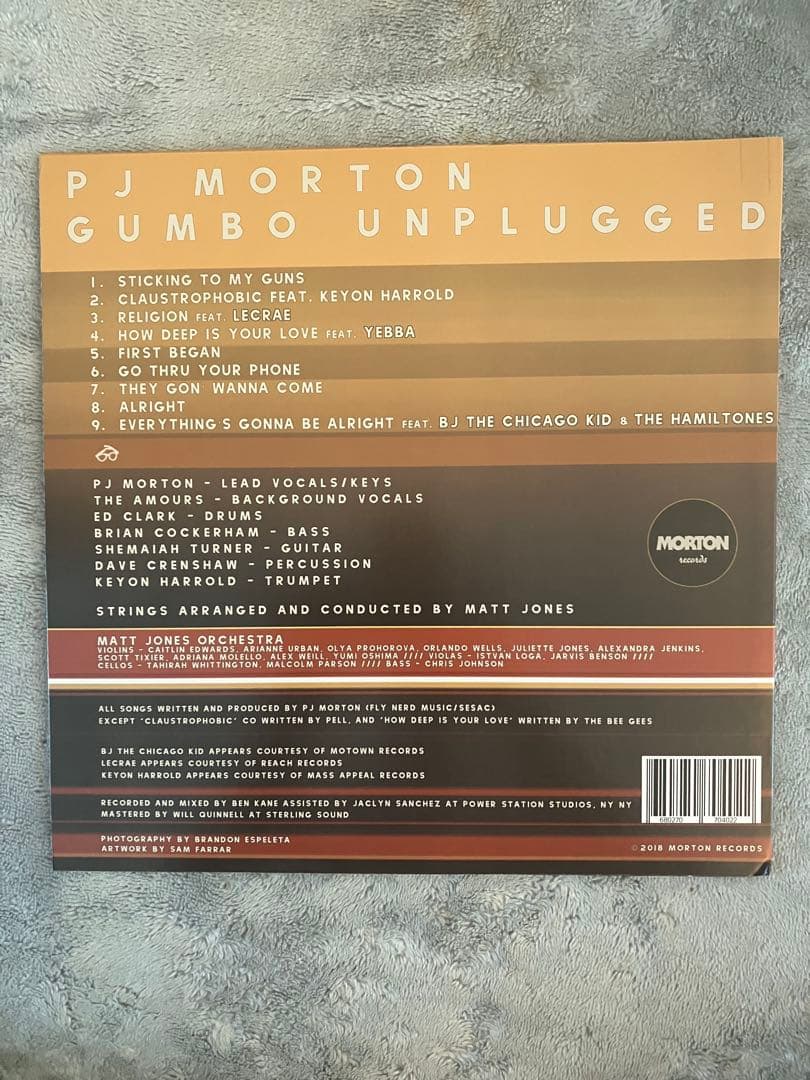 PJ MORTON
GUMBO UNPLUGGED
1. STICKING TO MY GUNS
2. CLAUSTROPHOBIC FEAT. KEYON HARROLD
3. RELIGION FEAT. LECRAE
4. HOW DEEP IS YOUR LOVE FEAT. YEBBA
5. FIRST BEGAN
6. GO THRU YOUR PHONE
7. THEY GON' WANNA COME
8. ALRIGHT
9. EVERYTHING'S GONNA BE ALRIGHT FEAT. BJ THE CHICAGO KID & THE HAMILTONES
PJ MORTON - LEAD VOCALS/KEYS
THE AMOURS - BACKGROUND VOCALS
ED CLARK - DRUMS
BRIAN COCKERHAM - BASS
SHEMAIAH TURNER - GUITAR
DAVE CRENSHAW - PERCUSSION
KEYON HARROLD - TRUMPET
MORTON
records
STRINGS ARRANGED AND CONDUCTED BY MATT JONES
MATT JONES ORCHESTRA
VIOLINS - CAITLIN EDWARDS, ARIANNE URBAN, OLYA PROHOROVA, ORLANDO WELLS, JULIETTE JONES, ALEXANDRA JENKINS,
SCOTT TIXIER, ADRIANA MOLELLO, ALEX WEILL, YUMI OSHIMA //// VIOLAS - ISTVAN LOGA, JARVIS BENSON ////
CELLOS - TAHIRAH WHITTINGTON, MALCOLM PARSON //// BASS - CHRIS JOHNSON
ALL SONGS WRITTEN AND PRODUCED BY PJ MORTON (FLY NERD MUSIC/SESAC)
EXCEPT "CLAUSTROPHOBIC" CO WRITTEN BY PELL, AND "HOW DEEP IS YOUR LOVE" WRITTEN BY THE BEE GEES
BJ THE CHICAGO KID APPEARS COURTESY OF MOTOWN RECORDS
LECRAE APPEARS COURTESY OF REACH RECORDS
KEYON HARROLD APPEARS COURTESY OF MASS APPEAL RECORDS
RECORDED AND MIXED BY BEN KANE ASSISTED BY JACLYN SANCHEZ AT POWER STATION STUDIOS, NY NY
MASTERED BY WILL QUINNELL AT STERLING SOUND
680270 704022
PHOTOGRAPHY BY BRANDON ESPELETA
ARTWORK BY SAM FARRAR
©2018 MORTON RECORDS